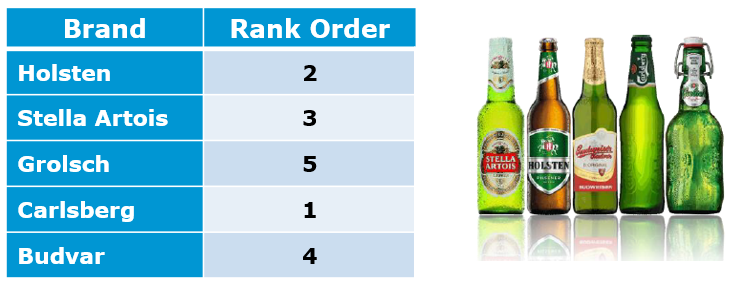 Brand Rank Order
Holsten 2
Stella Artois 3
Grolsch 5
Carlsberg 1
Budvar 4
STELLA
ARTOIS
HOLSTEN
Budweiser
Carlsberg